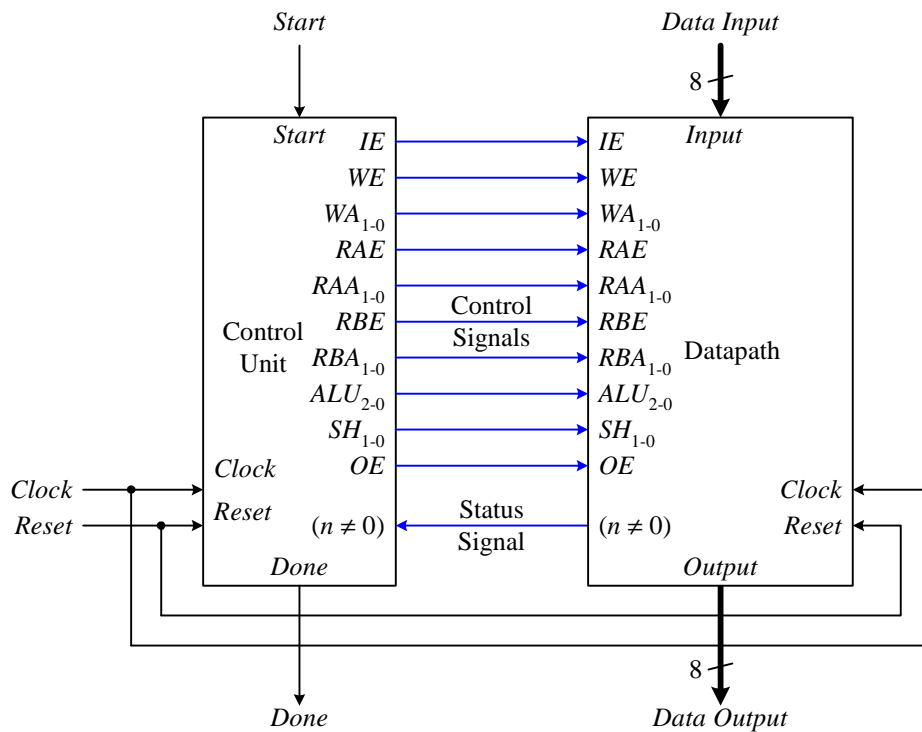 Start
Data Input
8
Start
Input
IE
IE
WE
WE
WA1-0
WA1-0
RAE
RAE
RAA1-0
RAA1-0
Control
Signals
RBE
RBE
Control
Unit
Datapath
RBA1-0
RBA1-0
ALU2-0
ALU2-0
SH1-0
SH1-0
OE
OE
Clock
Clock
Clock
Reset
Reset
Reset
(n ≠ 0)
Status
Signal
(n ≠ 0)
Done
Output
8
Done
Data Output